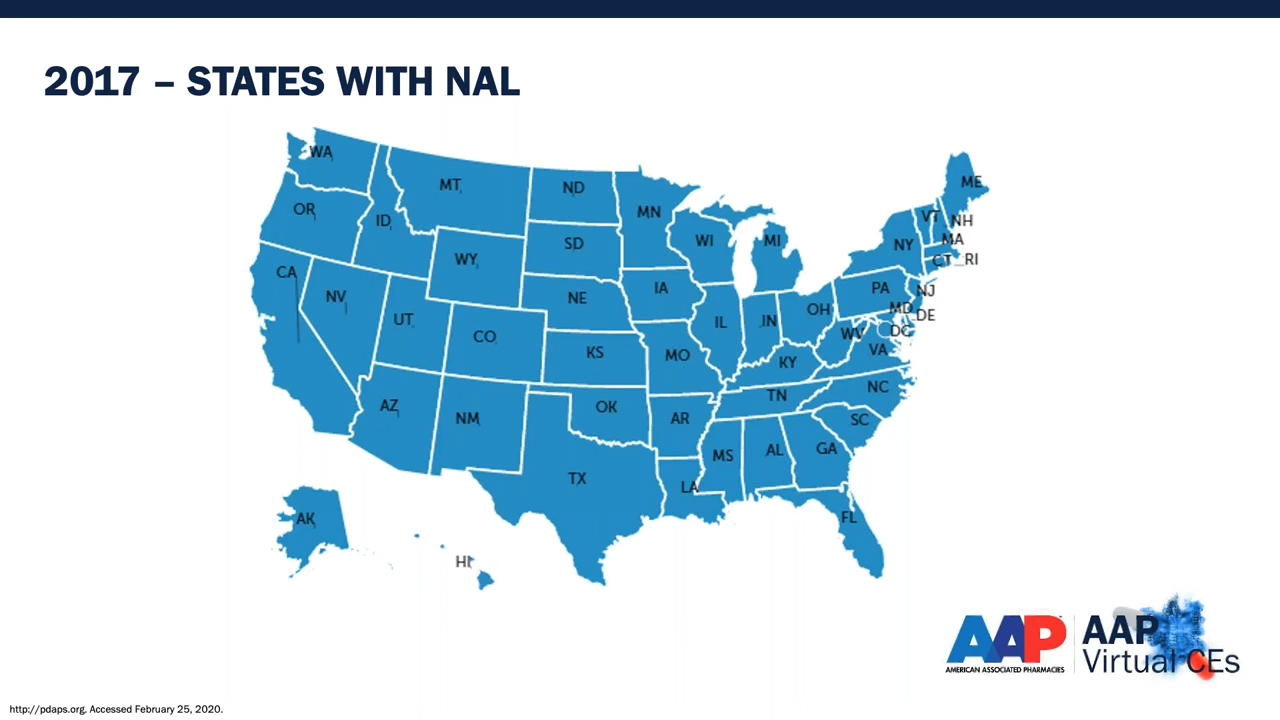 2017 – STATES WITH NAL
WA
MT
ND
MN
ME
OR
ID
SD
WI
MI
VT
NH
NY
MA
CT
RI
WY
CA
NV
NE
IA
PA
NJ
UT
CO
IL
IN
OH
MD
DE
DC
WV
VA
KS
MO
KY
NC
AZ
NM
OK
AR
TN
SC
TX
MS
AL
GA
LA
FL
AK
HI
AAP
AMERICAN ASSOCIATED PHARMACIES
AAP
Virtual CEs
http://pdaps.org. Accessed February 25, 2020.